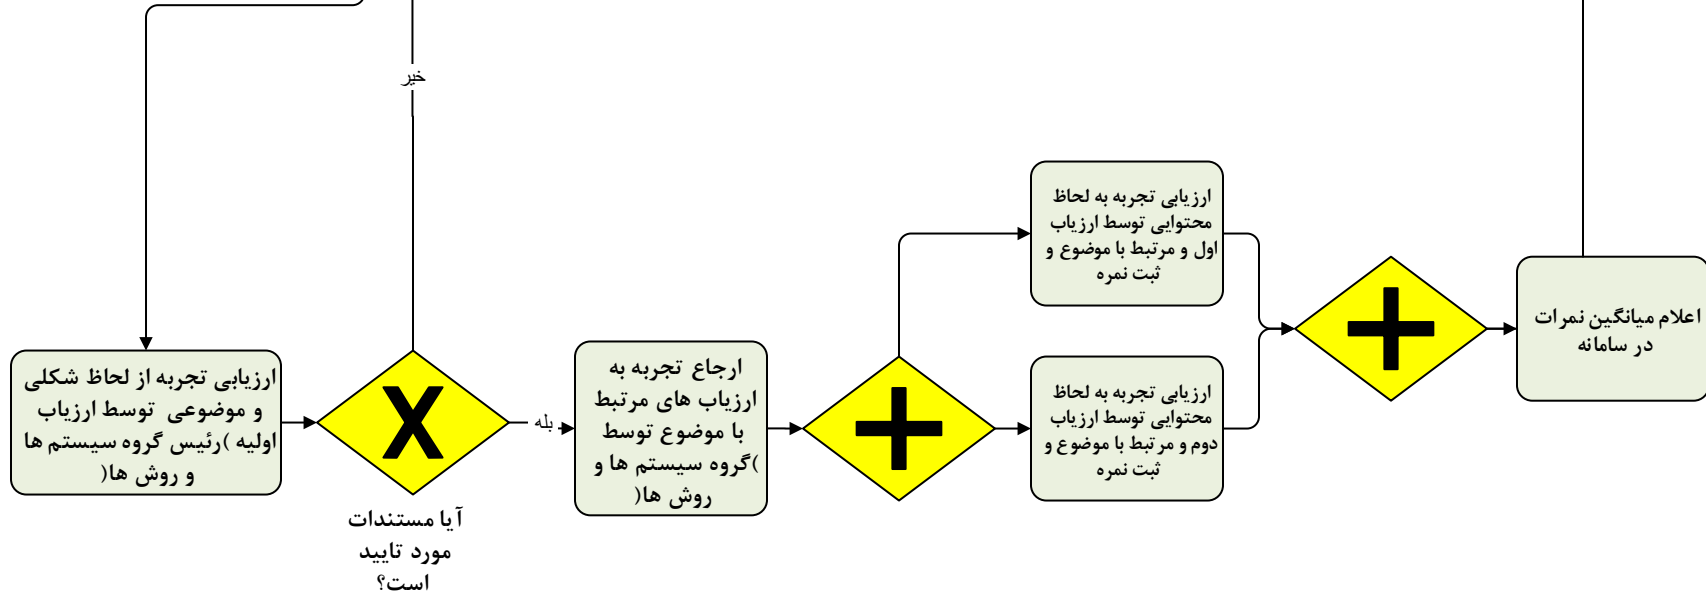 خیر
ارزیابی تجربه از لحاظ شکلی
و موضوعی توسط ارزیاب
اولیه )رئیس گروه سیستم ها
و روش ها(
آیا مستندات
مورد تایید
است؟
بله
ارجاع تجربه به
ارزیاب های مرتبط
با موضوع توسط
)گروه سیستم ها و
روش ها(
ارزیابی تجربه به لحاظ
محتوایی توسط ارزیاب
اول و مرتبط با موضوع و
ثبت نمره
ارزیابی تجربه به لحاظ
محتوایی توسط ارزیاب
دوم و مرتبط با موضوع و
ثبت نمره
اعلام میانگین نمرات
در سامانه